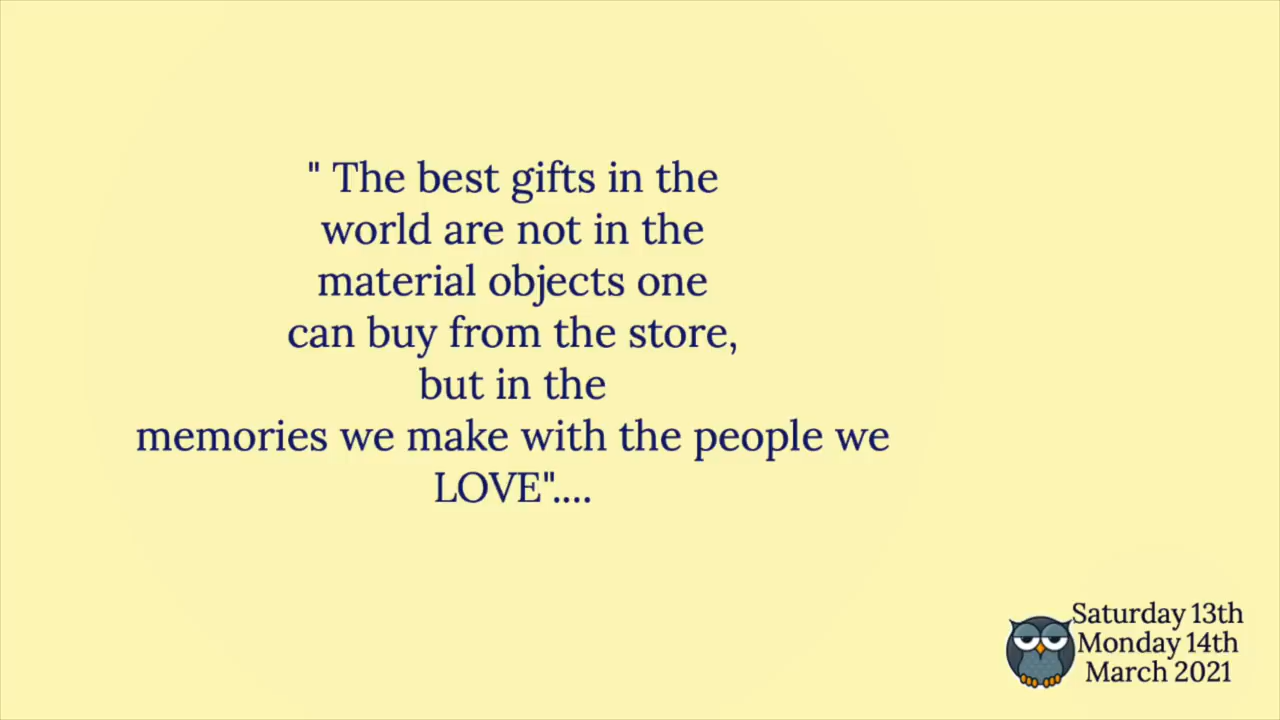 " The best gifts in the
world are not in the
material objects one
can buy from the store,
but in the
memories we make with the people we
LOVE"....
Saturday 13th
Monday 14th
March 2021